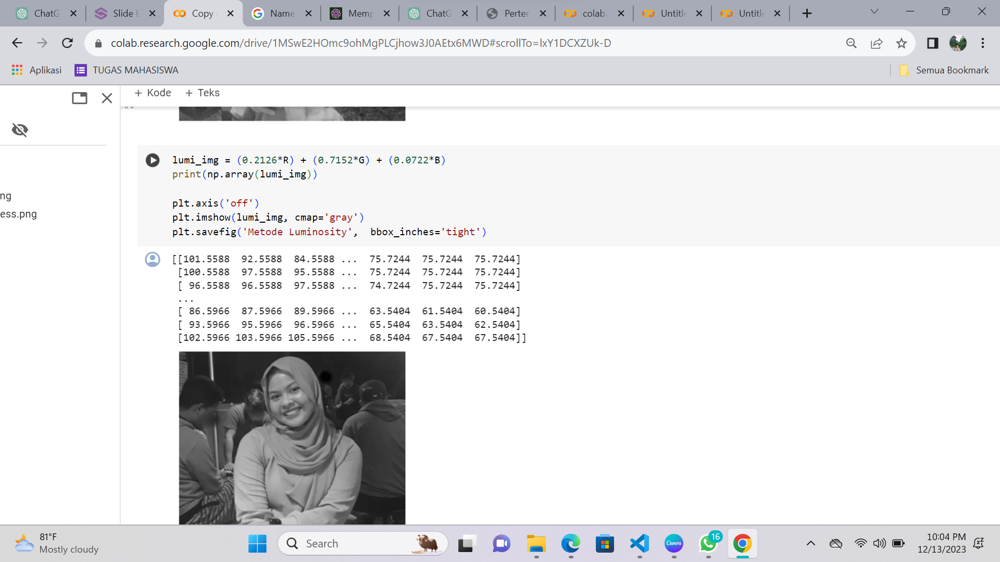 ChatG
Slide E
Copy
Name
Memp
ChatG
Perten
colab.
Untitle
Untitle
colab.research.google.com/drive/1MSwE2HOmc9ohMgPLCjhow3J0AEtx6MWD#scrollTo=lxY1DCXZUk-D
Aplikasi
TUGAS MAHASISWA
Semua Bookmark
+ Kode + Teks
ng
ess.png
lumi_img = (0.2126*R) + (0.7152*G) + (0.0722*B)
print(np.array(lumi_img))
plt.axis('off')
plt.imshow(lumi_img, cmap='gray')
plt.savefig('Metode Luminosity',  bbox_inches='tight')
[[101.5588  92.5588  84.5588 ...  75.7244  75.7244  75.7244]
[100.5588  97.5588  95.5588 ...  75.7244  75.7244  75.7244]
[ 96.5588  96.5588  97.5588 ...  74.7244  75.7244  75.7244]
...
[ 86.5966  87.5966  89.5966 ...  63.5404  61.5404  60.5404]
[ 93.5966  95.5966  96.5966 ...  65.5404  63.5404  62.5404]
[102.5966 103.5966 105.5966 ...  68.5404  67.5404  67.5404]]
81°F
Mostly cloudy
Search
Canva
16
10:04 PM
12/13/2023